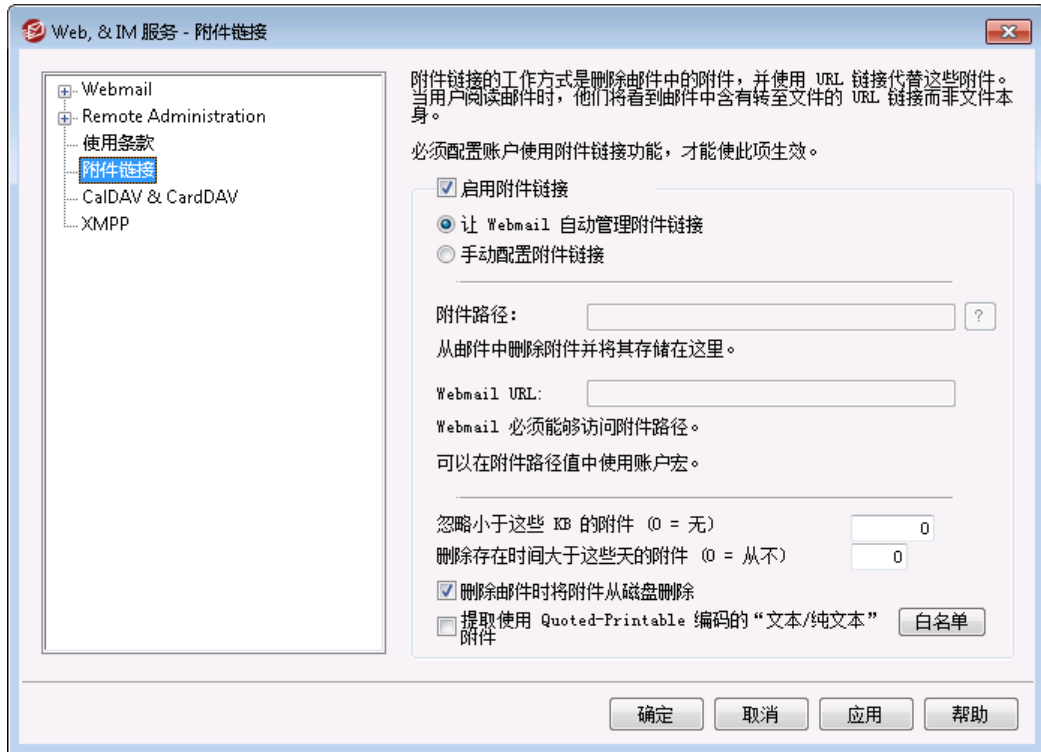 Web, & IM 服务 - 附件链接
Webmail
Remote Administration
使用条款
附件链接
CalDAV & CardDAV
XMPP
附件链接的工作方式是删除邮件中的附件，并使用 URL 链接代替这些附件。
当用户阅读邮件时，他们将看到邮件中含有转至文件的 URL 链接而非文件本
身。
必须配置账户使用附件链接功能，才能使此项生效。
启用附件链接
让 Webmail 自动管理附件链接
手动配置附件链接
附件路径：
?
从邮件中删除附件并将其存储在这里。
Webmail URL:
Webmail 必须能够访问附件路径。
可以在附件路径值中使用账户宏。
忽略小于这些 KB 的附件 (0 = 无) 0
删除存在时间大于这些天的附件 (0 = 从不) 0
删除邮件时将附件从磁盘删除
提取使用 Quoted-Printable 编码的“文本/纯文本”
附件
白名单
确定 取消 应用 帮助